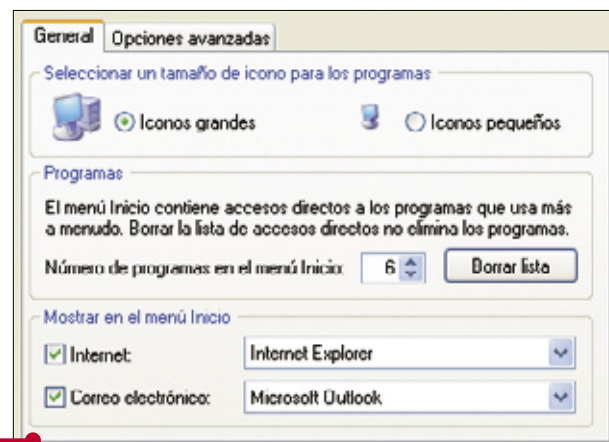 General Opciones avanzadas
Seleccionar un tamaño de icono para los programas
Iconos grandes Iconos pequeños
Programas
El menú Inicio contiene accesos directos a los programas que usa más
a menudo. Borrar la lista de accesos directos no elimina los programas.
Número de programas en el menú Inicio: 6 Borrar lista
Mostrar en el menú Inicio
Internet: Internet Explorer
Correo electrónico: Microsoft Outlook